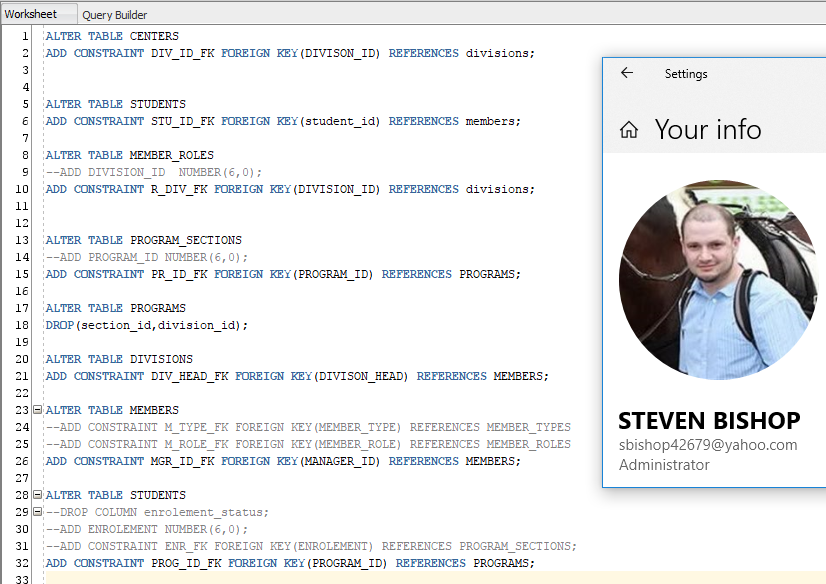 Worksheet Query Builder
1 ALTER TABLE CENTERS
2 ADD CONSTRAINT DIV_ID_FK FOREIGN KEY(DIVISON_ID) REFERENCES divisions;
3
4
5 ALTER TABLE STUDENTS
6 ADD CONSTRAINT STU_ID_FK FOREIGN KEY(student_id) REFERENCES members;
7
8 ALTER TABLE MEMBER_ROLES
9 --ADD DIVISION_ID  NUMBER(6,0);
10 ADD CONSTRAINT R_DIV_FK FOREIGN KEY(DIVISION_ID) REFERENCES divisions;
11
12
13 ALTER TABLE PROGRAM_SECTIONS
14 --ADD PROGRAM_ID NUMBER(6,0);
15 ADD CONSTRAINT PR_ID_FK FOREIGN KEY(PROGRAM_ID) REFERENCES PROGRAMS;
16
17 ALTER TABLE PROGRAMS
18 DROP(section_id,division_id);
19
20 ALTER TABLE DIVISIONS
21 ADD CONSTRAINT DIV_HEAD_FK FOREIGN KEY(DIVISON_HEAD) REFERENCES MEMBERS;
22
23 ALTER TABLE MEMBERS
24 --ADD CONSTRAINT M_TYPE_FK FOREIGN KEY(MEMBER_TYPE) REFERENCES MEMBER_TYPES
25 --ADD CONSTRAINT M_ROLE_FK FOREIGN KEY(MEMBER_ROLE) REFERENCES MEMBER_ROLES
26 ADD CONSTRAINT MGR_ID_FK FOREIGN KEY(MANAGER_ID) REFERENCES MEMBERS;
27
28 ALTER TABLE STUDENTS
29 --DROP COLUMN enrolement_status;
30 --ADD ENROLEMENT NUMBER(6,0);
31 --ADD CONSTRAINT ENR_FK FOREIGN KEY(ENROLEMENT) REFERENCES PROGRAM_SECTIONS;
32 ADD CONSTRAINT PROG_ID_FK FOREIGN KEY(PROGRAM_ID) REFERENCES PROGRAMS;
33
Settings
Your info
STEVEN BISHOP
sbishop42679@yahoo.com
Administrator